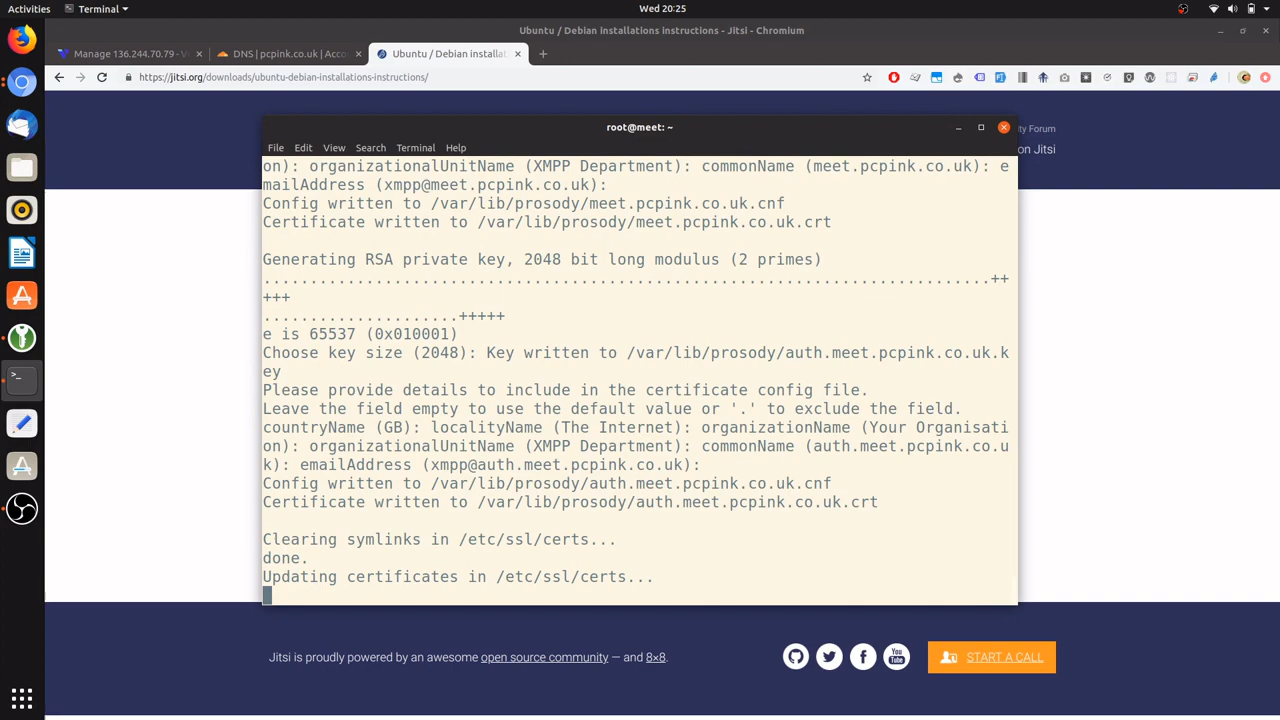 Activities
Terminal
Wed 20:25
Ubuntu / Debian installations instructions - Jitsi - Chromium
Manage 136.244.70.79 - V
DNS | pcpink.co.uk | Acco
Ubuntu / Debian installat
https://jitsi.org/downloads/ubuntu-debian-installations-instructions/
root@meet: ~
ity Forum
File Edit View Search Terminal Help
on Jitsi
on): organizationalUnitName (XMPP Department): commonName (meet.pcpink.co.uk): e
mailAddress (xmpp@meet.pcpink.co.uk):
Config written to /var/lib/prosody/meet.pcpink.co.uk.cnf
Certificate written to /var/lib/prosody/meet.pcpink.co.uk.crt
Generating RSA private key, 2048 bit long modulus (2 primes)
..............................................................................++
+++
.....................+++++
e is 65537 (0x010001)
Choose key size (2048): Key written to /var/lib/prosody/auth.meet.pcpink.co.uk.k
ey
Please provide details to include in the certificate config file.
Leave the field empty to use the default value or '.' to exclude the field.
countryName (GB): localityName (The Internet): organizationName (Your Organisati
on): organizationalUnitName (XMPP Department): commonName (auth.meet.pcpink.co.u
k): emailAddress (xmpp@auth.meet.pcpink.co.uk):
Config written to /var/lib/prosody/auth.meet.pcpink.co.uk.cnf
Certificate written to /var/lib/prosody/auth.meet.pcpink.co.uk.crt
Clearing symlinks in /etc/ssl/certs...
done.
Updating certificates in /etc/ssl/certs...
Jitsi is proudly powered by an awesome open source community — and 8×8.
You Tube
START A CALL